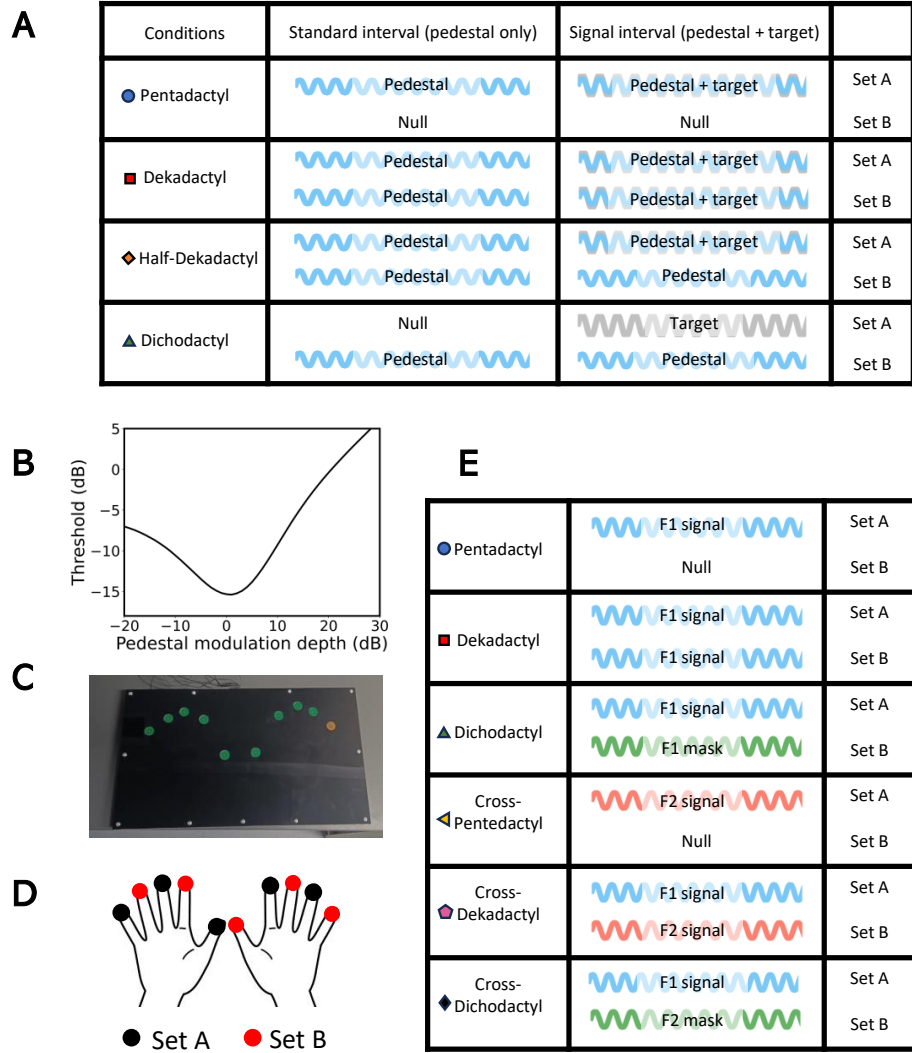 A
Conditions
Standard interval (pedestal only)
Signal interval (pedestal + target)
Pentadactyl
Pedestal
Pedestal + target
Set A
Null
Null
Set B
Dekadactyl
Pedestal
Pedestal + target
Set A
Pedestal
Pedestal + target
Set B
Half-Dekadactyl
Pedestal
Pedestal + target
Set A
Pedestal
Pedestal
Set B
Dichodactyl
Null
Target
Set A
Pedestal
Pedestal
Set B
B
Threshold (dB)
5
0
−5
−10
−15
−20
−10
0
10
20
30
Pedestal modulation depth (dB)
C
D
Set A
Set B
E
Pentadactyl
F1 signal
Set A
Null
Set B
Dekadactyl
F1 signal
Set A
F1 signal
Set B
Dichodactyl
F1 signal
Set A
F1 mask
Set B
Cross-
Pentedactyl
F2 signal
Set A
Null
Set B
Cross-
Dekadactyl
F1 signal
Set A
F2 signal
Set B
Cross-
Dichodactyl
F1 signal
Set A
F2 mask
Set B